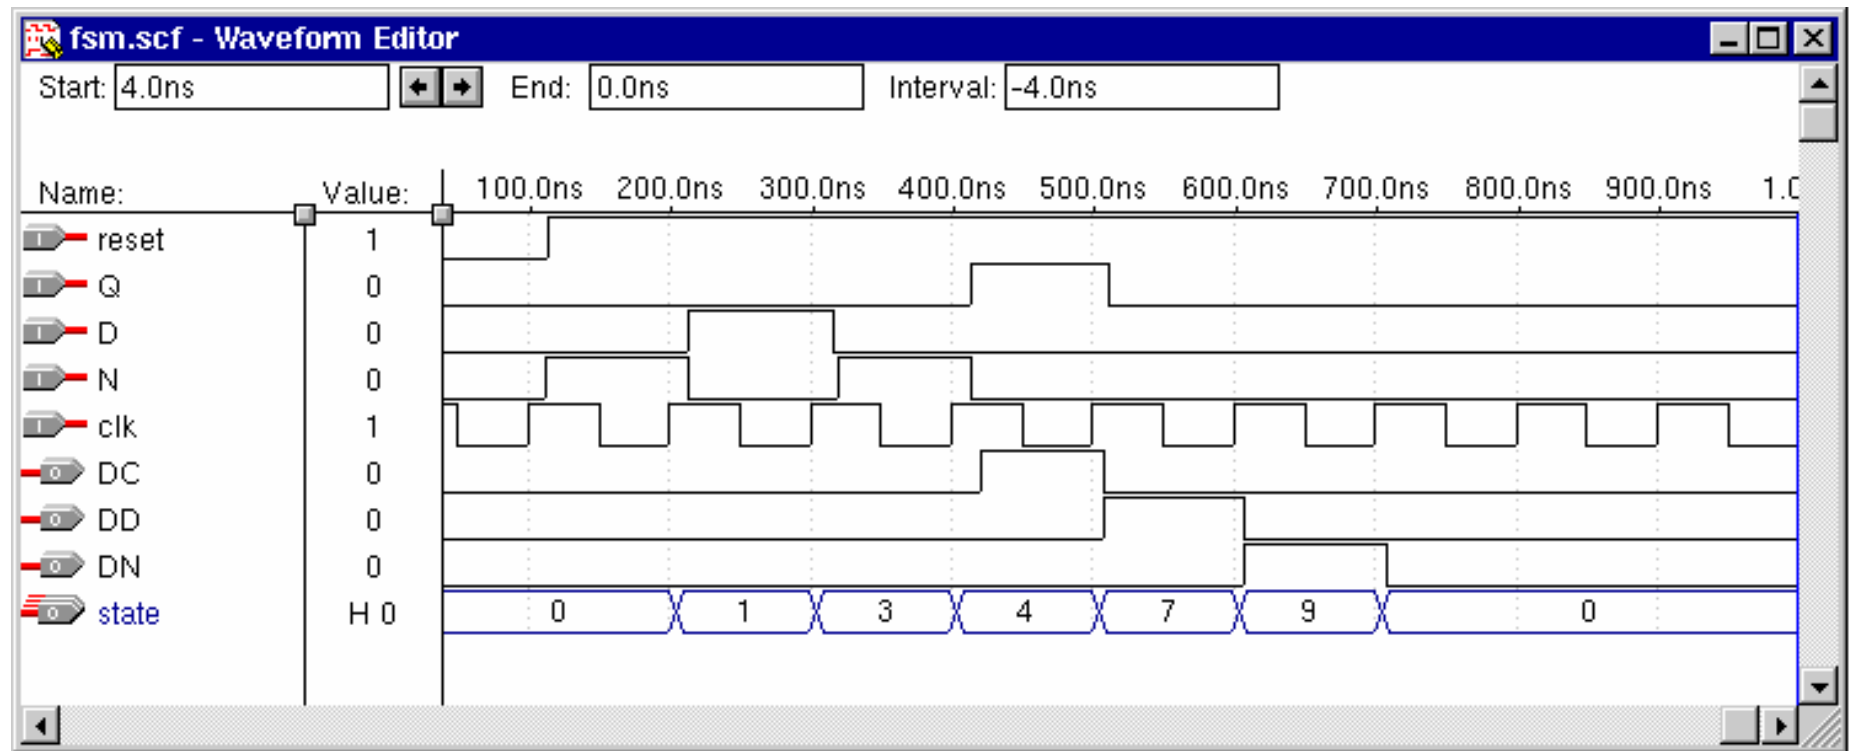 fsm.scf - Waveform Editor
Start: 4.0ns End: 0.0ns Interval: -4.0ns
Name: Value: 100.0ns 200.0ns 300.0ns 400.0ns 500.0ns 600.0ns 700.0ns 800.0ns 900.0ns 1.0
I reset 1
I Q 0
I D 0
I N 0
I clk 1
O DC 0
O DD 0
O DN 0
O state H 0 0 1 3 4 7 9 0